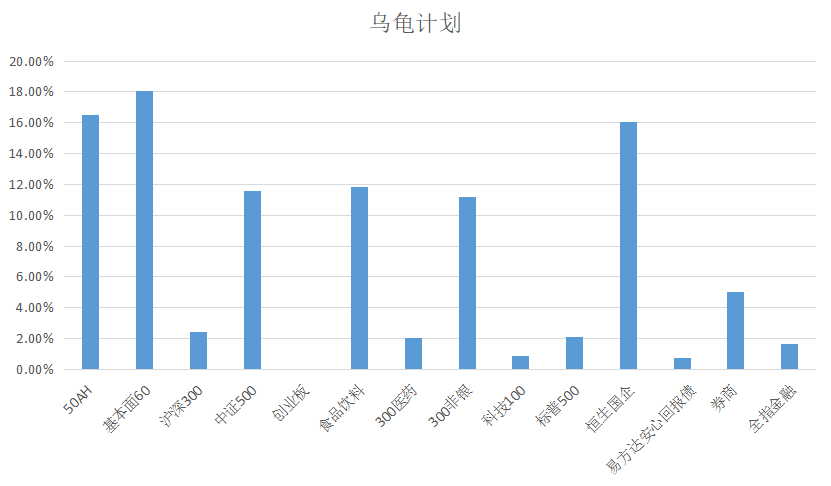 乌龟计划
20.00%
18.00%
16.00%
14.00%
12.00%
10.00%
8.00%
6.00%
4.00%
2.00%
0.00%
50AH
基本面60
沪深300
中证500
创业板
食品饮料
300医药
300非银
科技100
标普500
恒生国企
易方达安心回报债
券商
全指金融